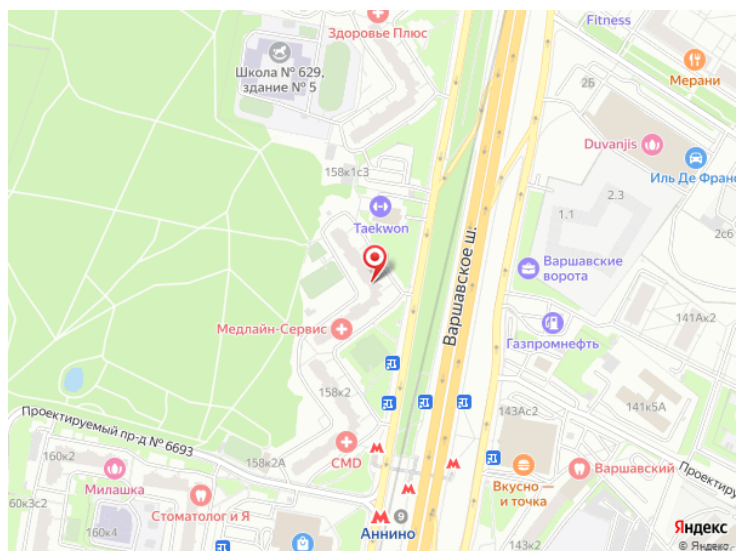 Здоровье Плюс
Fitness
Школа № 629,
здание № 5
Мерани
2Б
Duvanjis
Иль Де Франс
158к1с3
2.3
1.1
Taekwon
2с6
Варшавские
ворота
Варшавское ш.
Медлайн-Сервис
Газпромнефть
141Ак2
158к2
143Ас2
141к5А
Проектируемый пр-д № 6693
160к2
158к2А
CMD
Варшавский
Милашка
Вкусно —
и точка
60к3с2
Стоматолог и Я
160к4
9
Аннино
143к2
Яндекс
© Яндекс